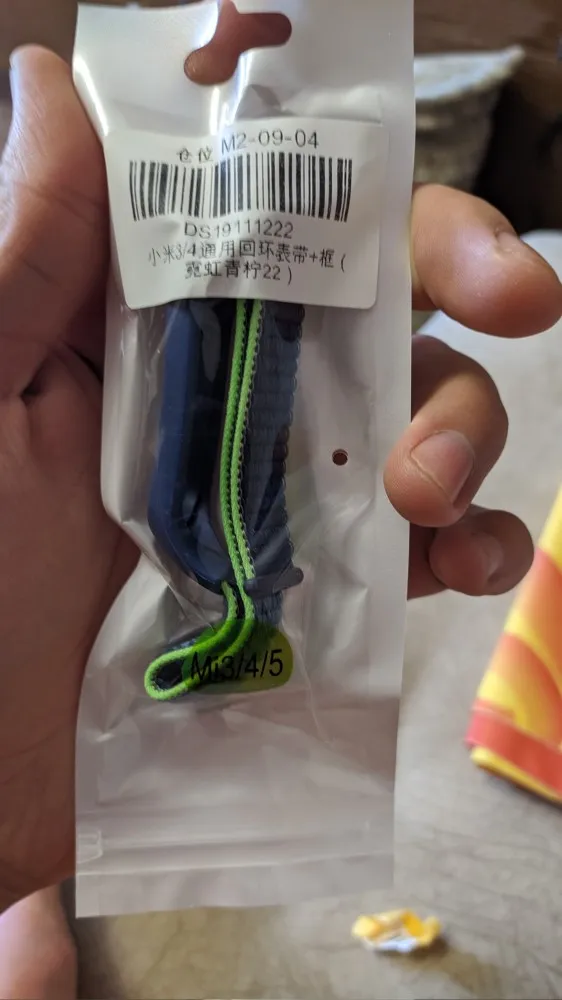 仓位 M2-09-04
DS19111222
小米3/4通用回环表带+框(
霓虹青柠22)
Mi3/4/5